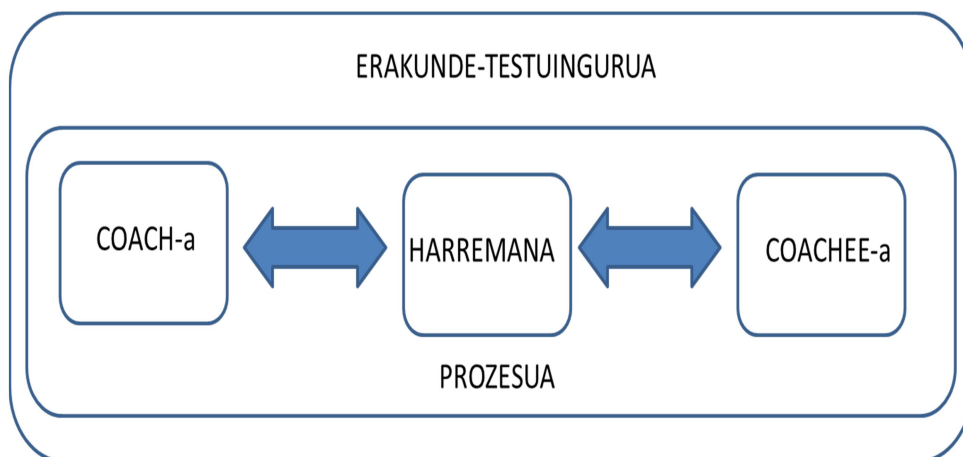 ERAKUNDE-TESTUINGURUA
COACH-a
HARREMANA
COACHEE-a
PROZESUA